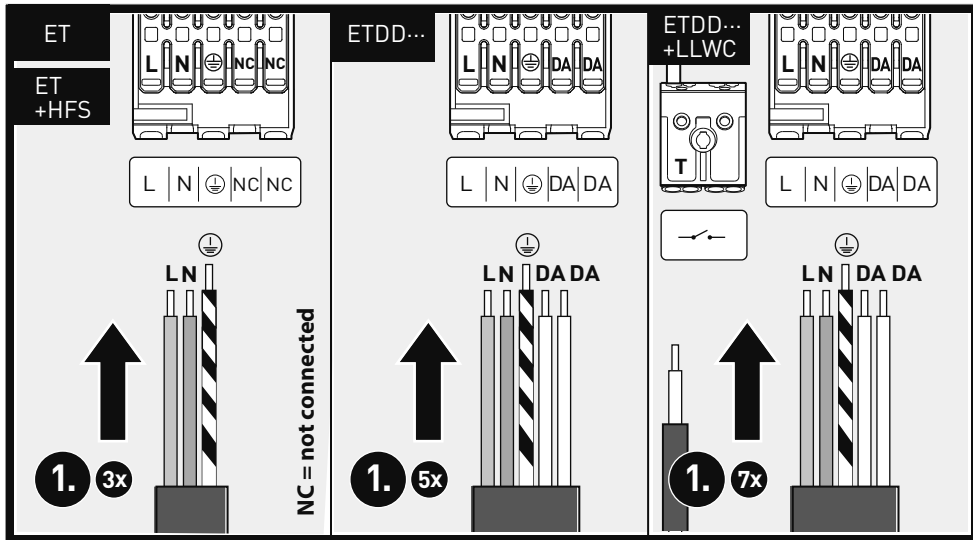 ET
ET
+HFS
L N NC NC
L N NC NC
L N
NC = not connected
1. 3x
ETDD...
L N DA DA
L N DA DA
L N DA DA
1. 5x
ETDD...
+LLWC
T
L N DA DA
L N DA DA
L N DA DA
1. 7x